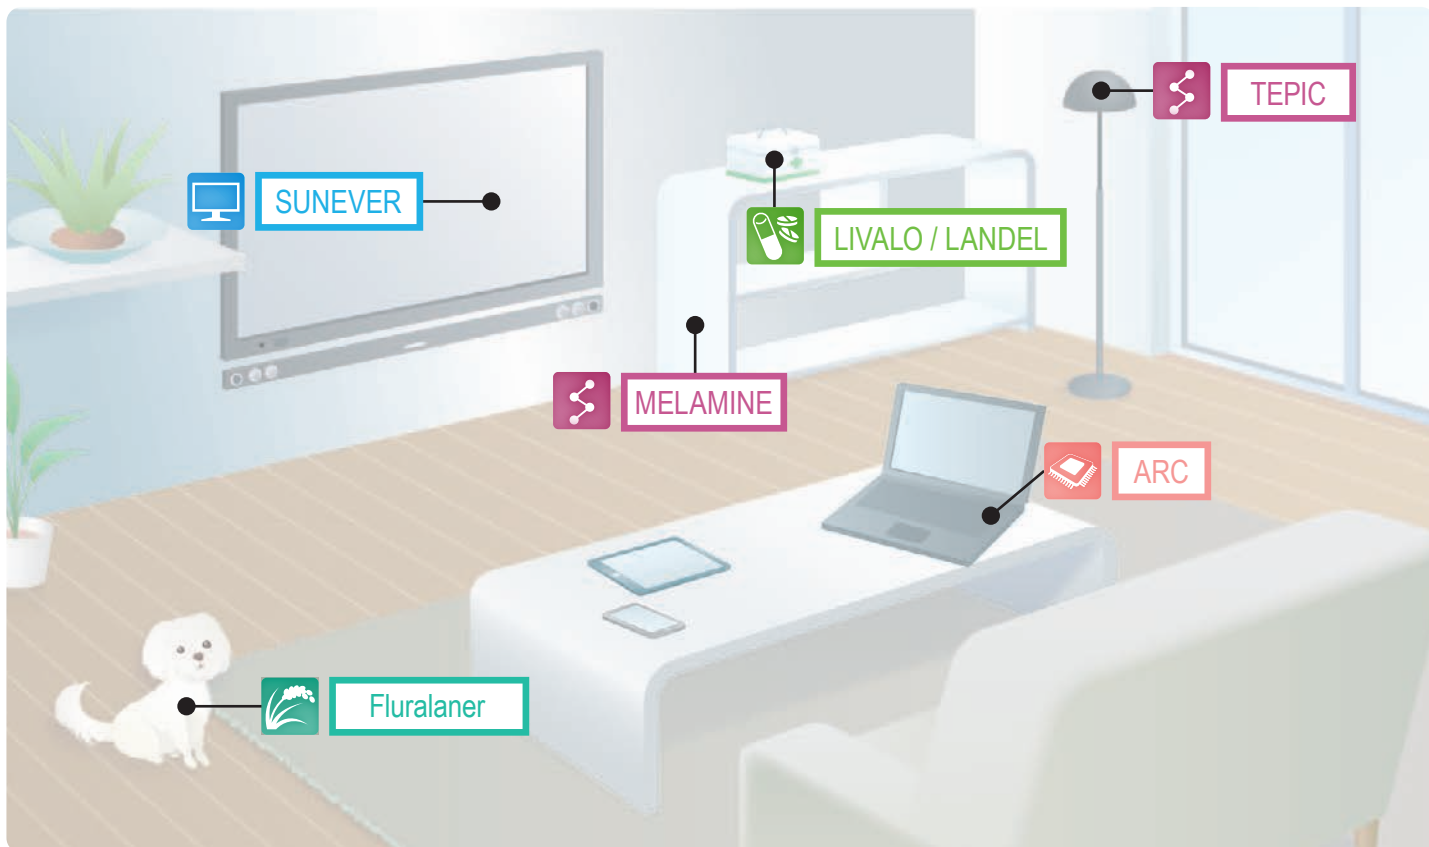 TEPIC
SUNEVER
LIVALO / LANDEL
MELAMINE
ARC
Fluralaner